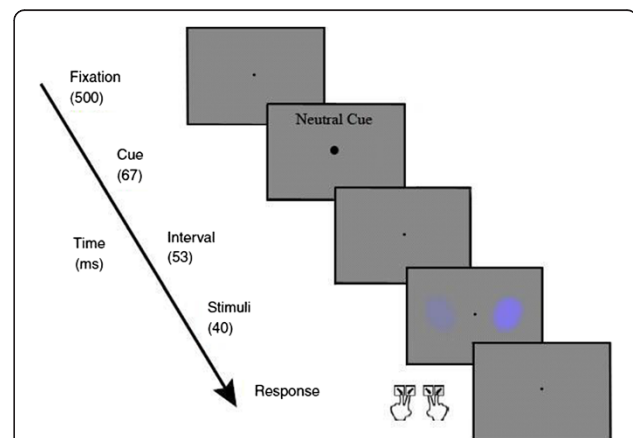 Fixation
(500)
Neutral Cue
Cue
(67)
Interval
(53)
Time
(ms)
Stimuli
(40)
Response